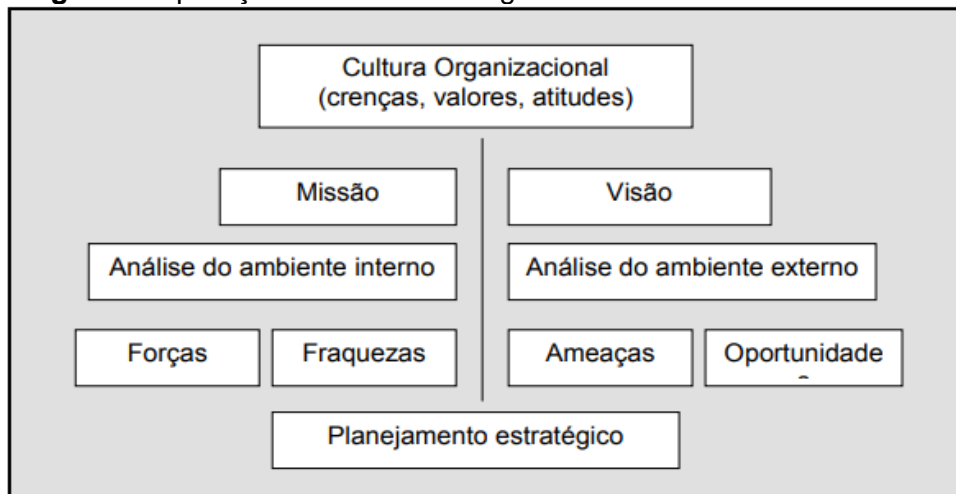 Cultura Organizacional
(crenças, valores, atitudes)
Missão
Visão
Análise do ambiente interno
Análise do ambiente externo
Forças
Fraquezas
Ameaças
Oportunidade
Planejamento estratégico